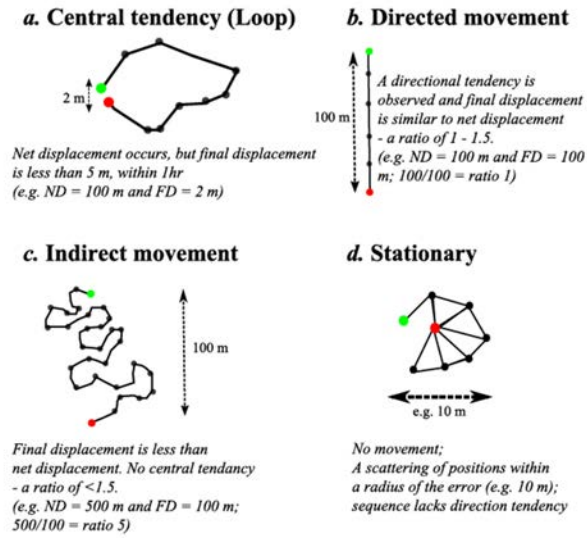 a. Central tendency (Loop)
2 m
Net displacement occurs, but final displacement
is less than 5 m, within 1hr
(e.g. ND = 100 m and FD = 2 m)
b. Directed movement
100 m
A directional tendency is
observed and final displacement
is similar to net displacement
- a ratio of 1 - 1.5.
(e.g. ND = 100 m and FD = 100
m; 100/100 = ratio 1)
c. Indirect movement
100 m
Final displacement is less than
net displacement. No central tendancy
- a ratio of <1.5.
(e.g. ND = 500 m and FD = 100 m;
500/100 = ratio 5)
d. Stationary
e.g. 10 m
No movement;
A scattering of positions within
a radius of the error (e.g. 10 m);
sequence lacks direction tendency